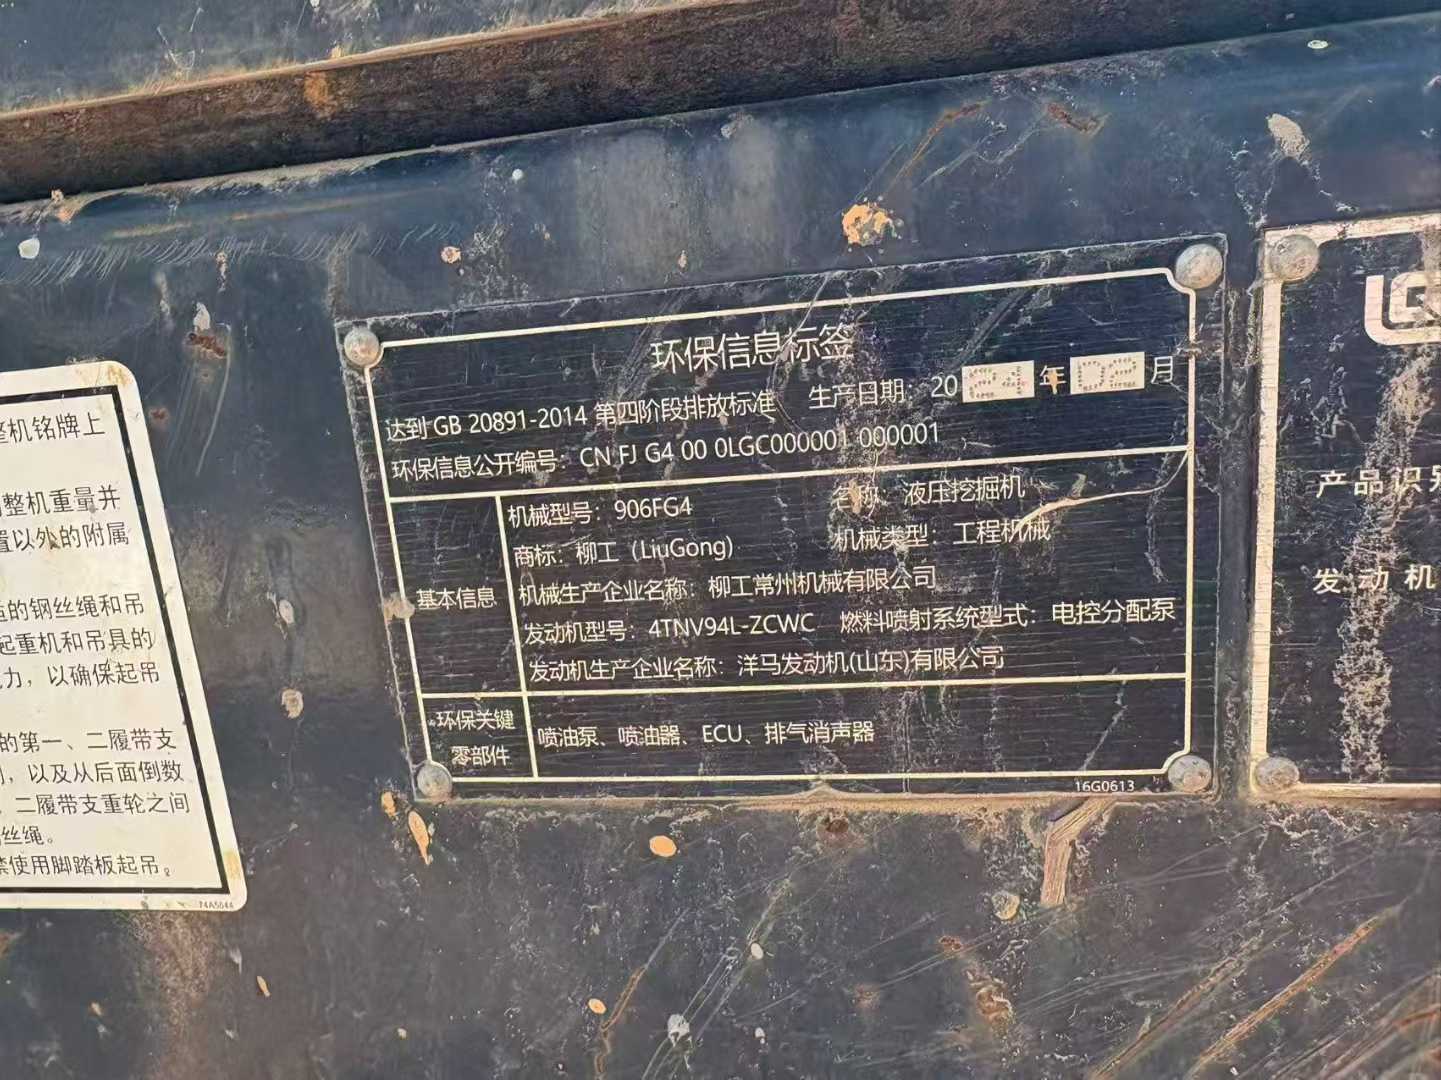 整机铭牌上
整机重量并
置以外的附属
的钢丝绳和吊
起重机和吊具的
力，以确保起吊
的第一、二履带支
，以及从后面倒数
、二履带支重轮之间
丝绳。
禁使用脚踏板起吊。
74A5044
环保信息标签
达到 GB 20891-2014 第四阶段排放标准 生产日期：20 年 月
环保信息公开编号：CN FJ G4 00 0LGC000001 000001
基本信息
机械型号：906FG4 名称：液压挖掘机
商标：柳工（LiuGong） 机械类型：工程机械
机械生产企业名称：柳工常州机械有限公司
发动机型号：4TNV94L-ZCWC 燃料喷射系统型式：电控分配泵
发动机生产企业名称：洋马发动机(山东)有限公司
环保关键
零部件
喷油泵、喷油器、ECU、排气消声器
16G0613
产品识别
发动机